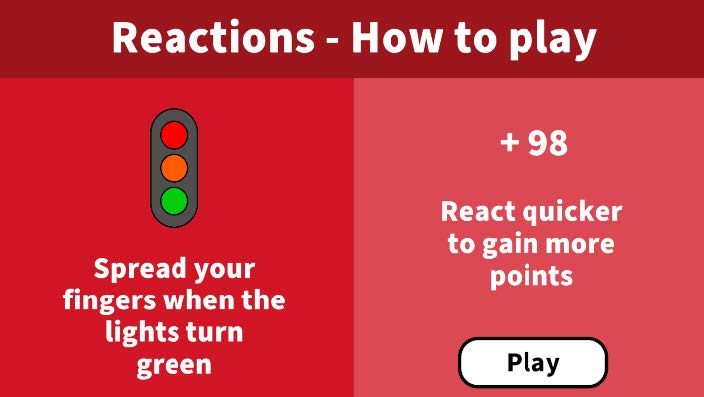 Reactions - How to play
Spread your
fingers when the
lights turn
green
+ 98
React quicker
to gain more
points
Play